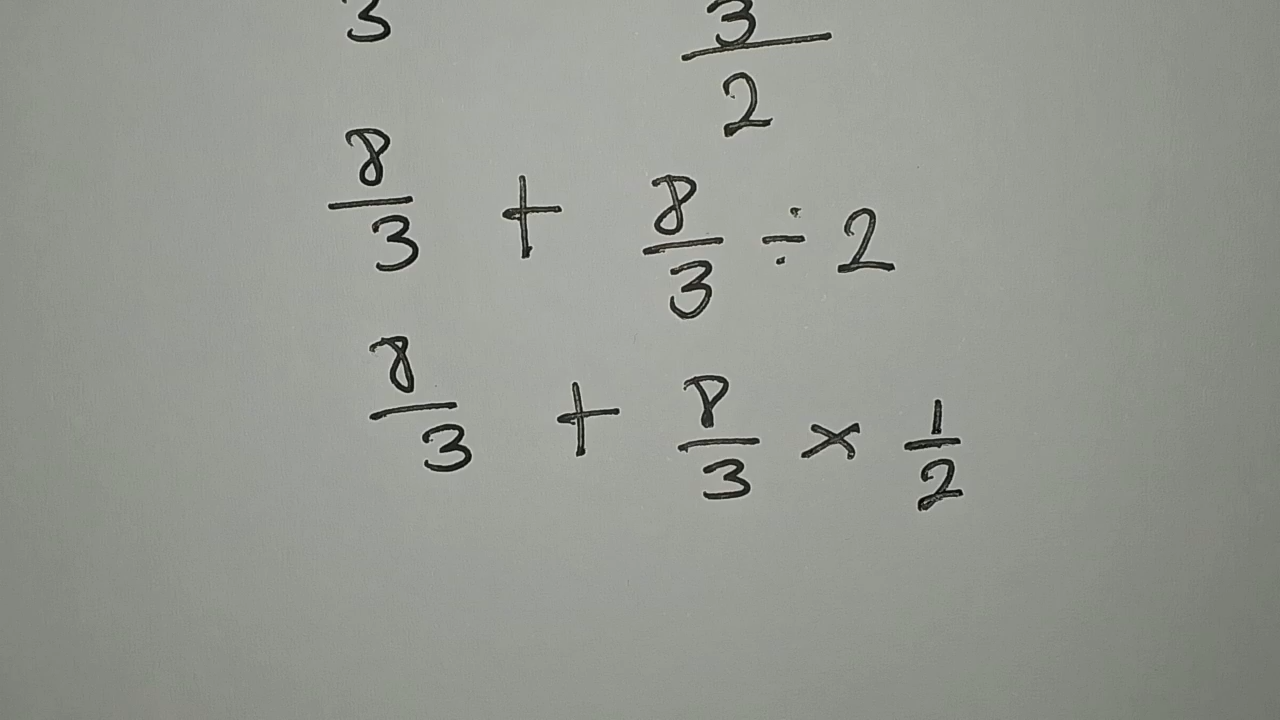 3 3/2
8/3 + 8/3 ÷ 2
8/3 + 8/3 × 1/2